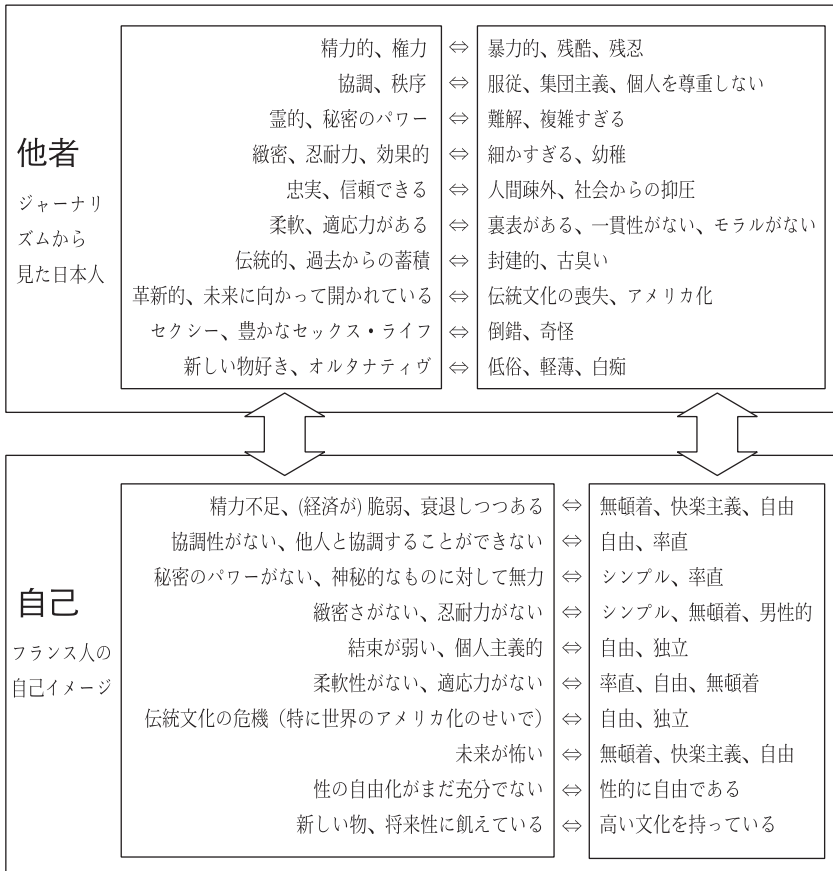 他者
ジャーナリ
ズムから
見た日本人
精力的、権力 ⇔ 暴力的、残酷、残忍
協調、秩序 ⇔ 服従、集団主義、個人を尊重しない
霊的、秘密のパワー ⇔ 難解、複雑すぎる
緻密、忍耐力、効果的 ⇔ 細かすぎる、幼稚
忠実、信頼できる ⇔ 人間疎外、社会からの抑圧
柔軟、適応力がある ⇔ 裏表がある、一貫性がない、モラルがない
伝統的、過去からの蓄積 ⇔ 封建的、古臭い
革新的、未来に向かって開かれている ⇔ 伝統文化の喪失、アメリカ化
セクシー、豊かなセックス・ライフ ⇔ 倒錯、奇怪
新しい物好き、オルタナティヴ ⇔ 低俗、軽薄、白痴
自己
フランス人の
自己イメージ
精力不足、(経済が) 脆弱、衰退しつつある ⇔ 無頓着、快楽主義、自由
協調性がない、他人と協調することができない ⇔ 自由、率直
秘密のパワーがない、神秘的なものに対して無力 ⇔ シンプル、率直
緻密さがない、忍耐力がない ⇔ シンプル、無頓着、男性的
結束が弱い、個人主義的 ⇔ 自由、独立
柔軟性がない、適応力がない ⇔ 率直、自由、無頓着
伝統文化の危機（特に世界のアメリカ化のせいで） ⇔ 自由、独立
未来が怖い ⇔ 無頓着、快楽主義、自由
性の自由化がまだ充分でない ⇔ 性的に自由である
新しい物、将来性に飢えている ⇔ 高い文化を持っている